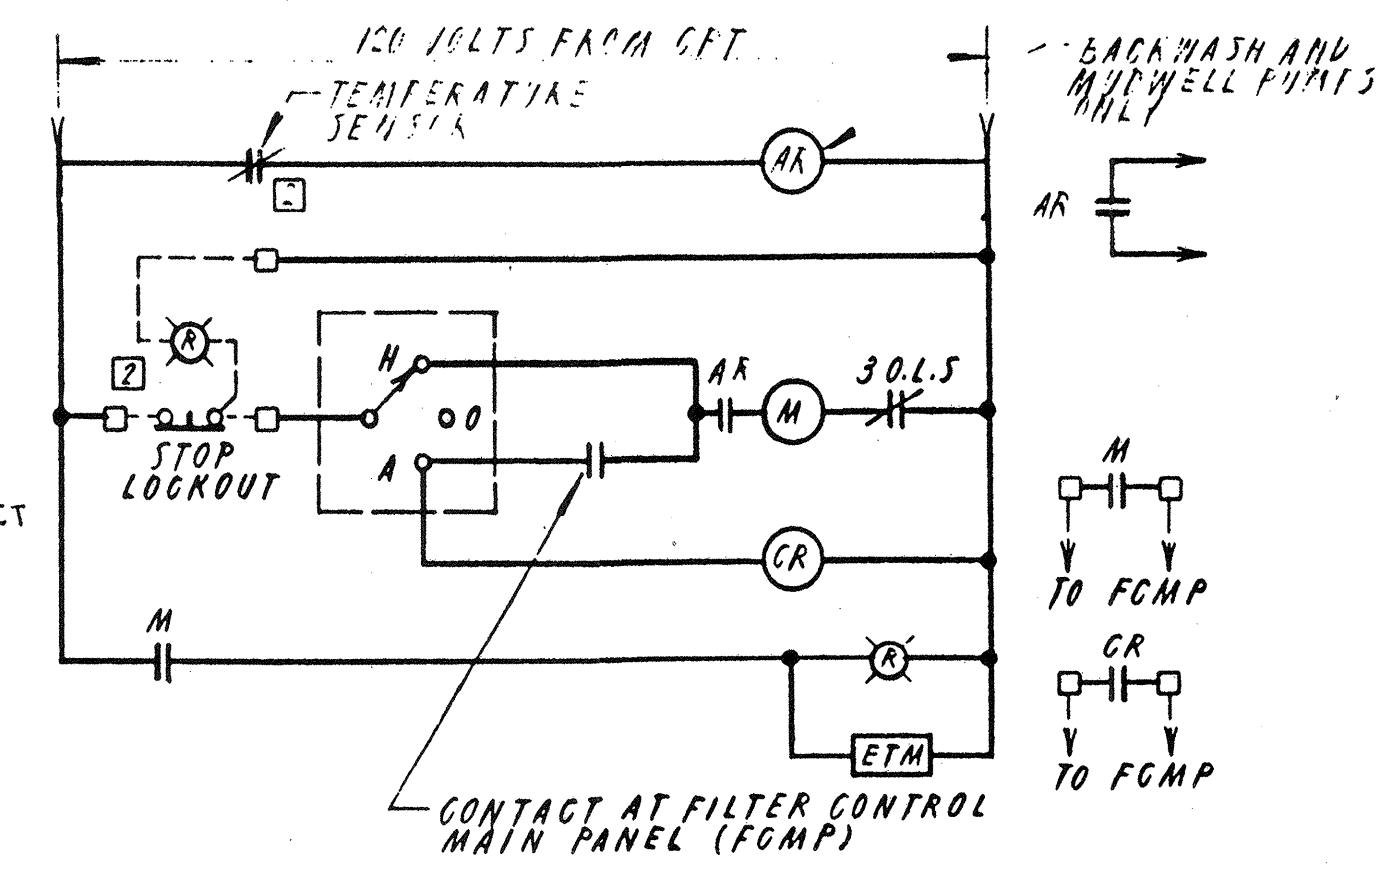 120 VOLTS FROM CPT
BACKWASH AND
MUDWELL PUMPS
ONLY
TEMPERATURE
SENSOR
AR
AR
R
2
H
AR
3 O.L.S
M
O
STOP
LOCKOUT
A
M
CT
TO FCMP
CR
M
CR
R
TO FCMP
ETM
CONTACT AT FILTER CONTROL
MAIN PANEL (FCMP)